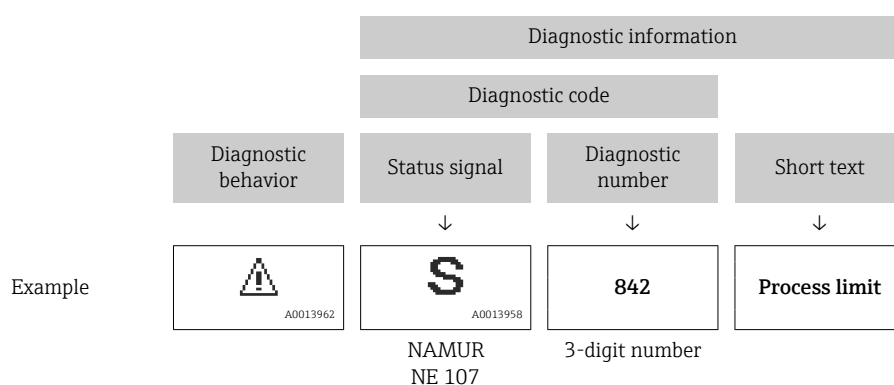 Diagnostic information
Diagnostic code
Diagnostic
behavior
Status signal
Diagnostic
number
Short text
↓ ↓ ↓
Example
⚠
A0013962
S
A0013958
842
Process limit
NAMUR
NE 107
3-digit number